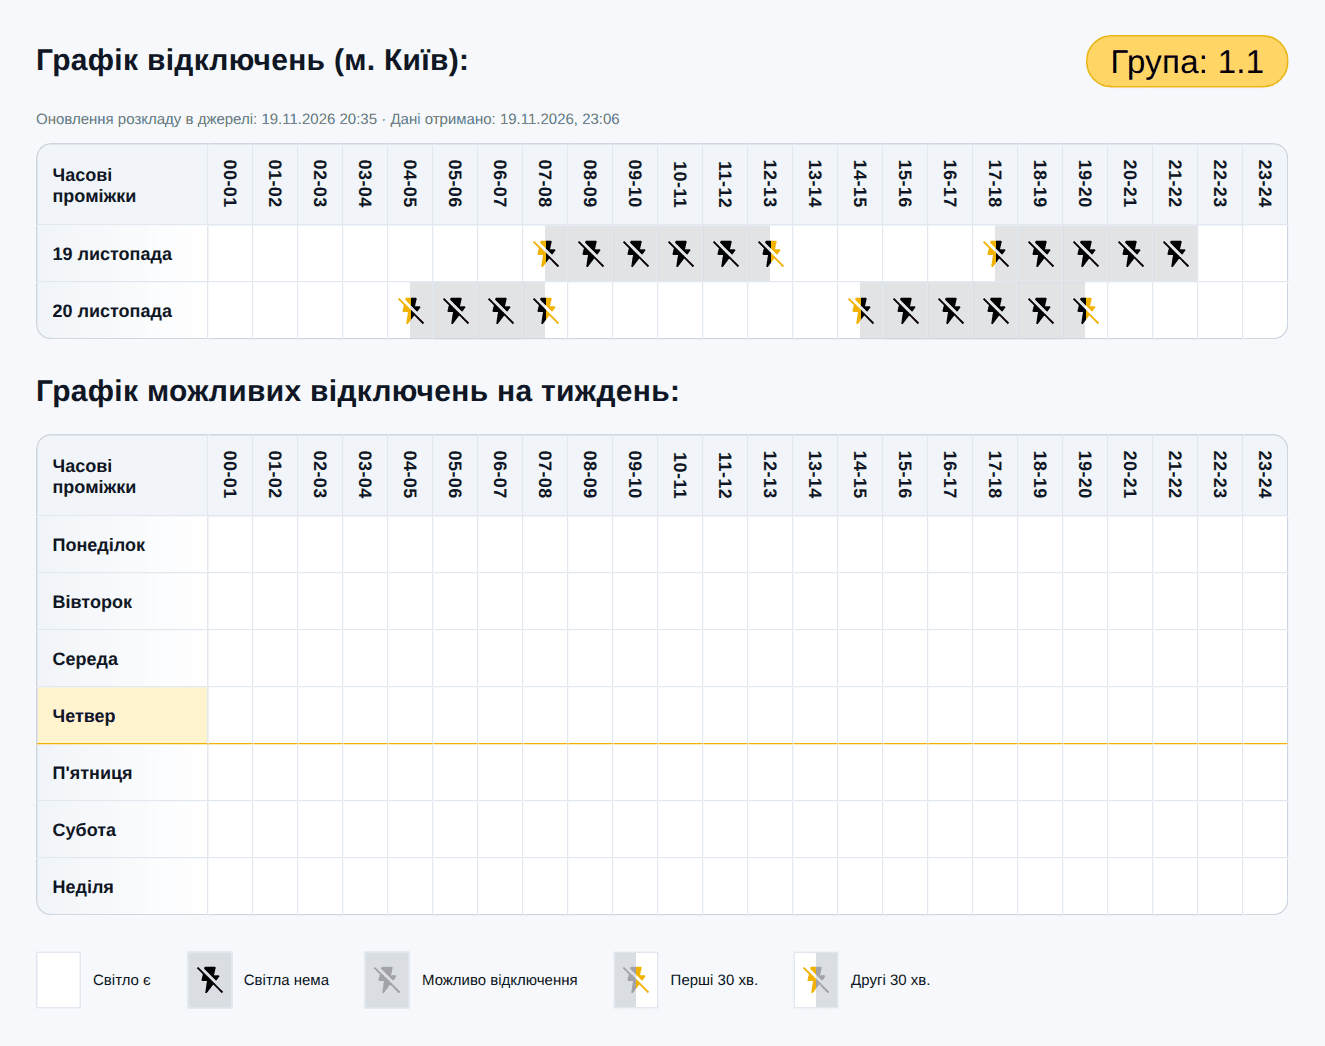 Графік відключень (м. Київ):
Група: 1.1
Оновлення розкладу в джерелі: 19.11.2026 20:35 · Дані отримано: 19.11.2026, 23:06
Часові
проміжки
00-01 01-02 02-03 03-04 04-05 05-06 06-07 07-08 08-09 09-10 10-11 11-12 12-13 13-14 14-15 15-16 16-17 17-18 18-19 19-20 20-21 21-22 22-23 23-24
19 листопада
20 листопада
Графік можливих відключень на тиждень:
Часові
проміжки
00-01 01-02 02-03 03-04 04-05 05-06 06-07 07-08 08-09 09-10 10-11 11-12 12-13 13-14 14-15 15-16 16-17 17-18 18-19 19-20 20-21 21-22 22-23 23-24
Понеділок
Вівторок
Середа
Четвер
П'ятниця
Субота
Неділя
Світло є Світла нема Можливо відключення Перші 30 хв. Другі 30 хв.